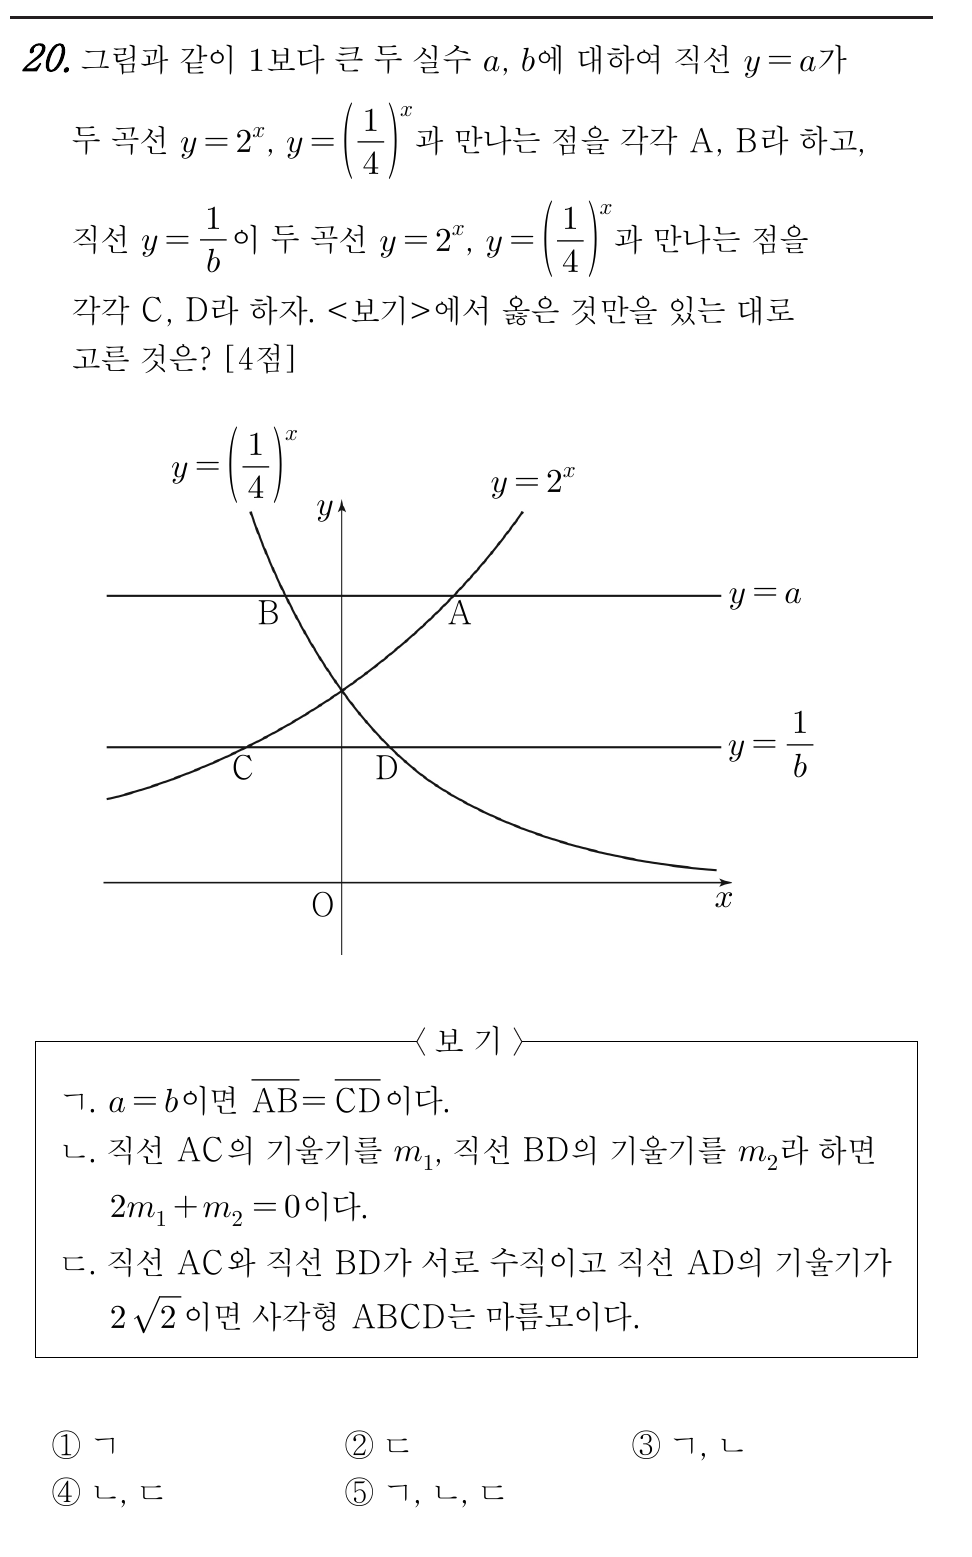 20. 그림과 같이 1보다 큰 두 실수 a, b에 대하여 직선 y=a가
두 곡선 y=2^x, y=(1/4)^x과 만나는 점을 각각 A, B라 하고,
직선 y=1/b이 두 곡선 y=2^x, y=(1/4)^x과 만나는 점을
각각 C, D라 하자. <보기>에서 옳은 것만을 있는 대로
고른 것은? [4점]
y=(1/4)^x
y=2^x
y
B A y=a
C D y=1/b
O x
〈보 기〉
ㄱ. a=b이면 \overline{AB}=\overline{CD}이다.
ㄴ. 직선 AC의 기울기를 m_1, 직선 BD의 기울기를 m_2라 하면
2m_1+m_2=0이다.
ㄷ. 직선 AC와 직선 BD가 서로 수직이고 직선 AD의 기울기가
2√2이면 사각형 ABCD는 마름모이다.
① ㄱ ② ㄷ ③ ㄱ, ㄴ
④ ㄴ, ㄷ ⑤ ㄱ, ㄴ, ㄷ